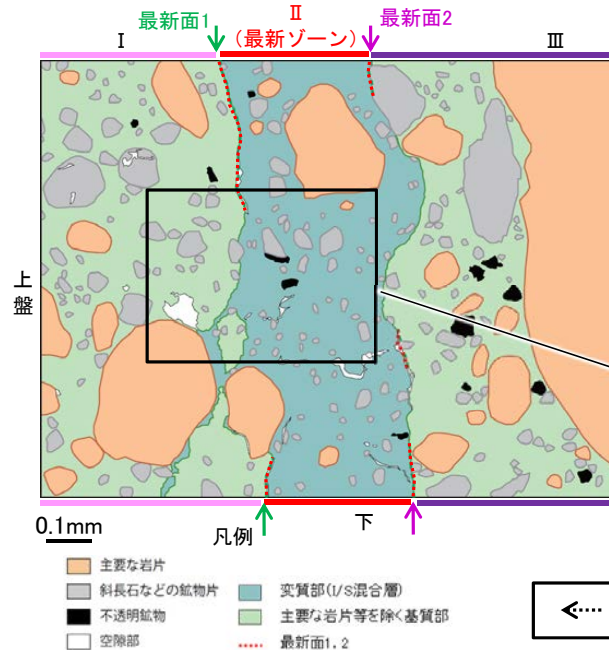 最新面1
Ⅱ
(最新ゾーン)
最新面2
Ⅰ
Ⅲ
上
盤
0.1mm
凡例
下
主要な岩片
斜長石などの鉱物片
不透明鉱物
空隙部
変質部(I/S混合層)
主要な岩片等を除く基質部
最新面1,2